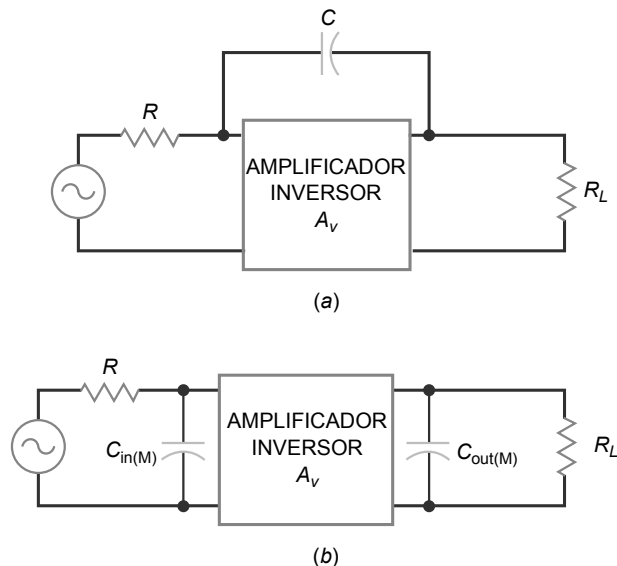 C
R
AMPLIFICADOR
INVERSOR
Av
RL
(a)
R
Cin(M)
AMPLIFICADOR
INVERSOR
Av
Cout(M)
RL
(b)